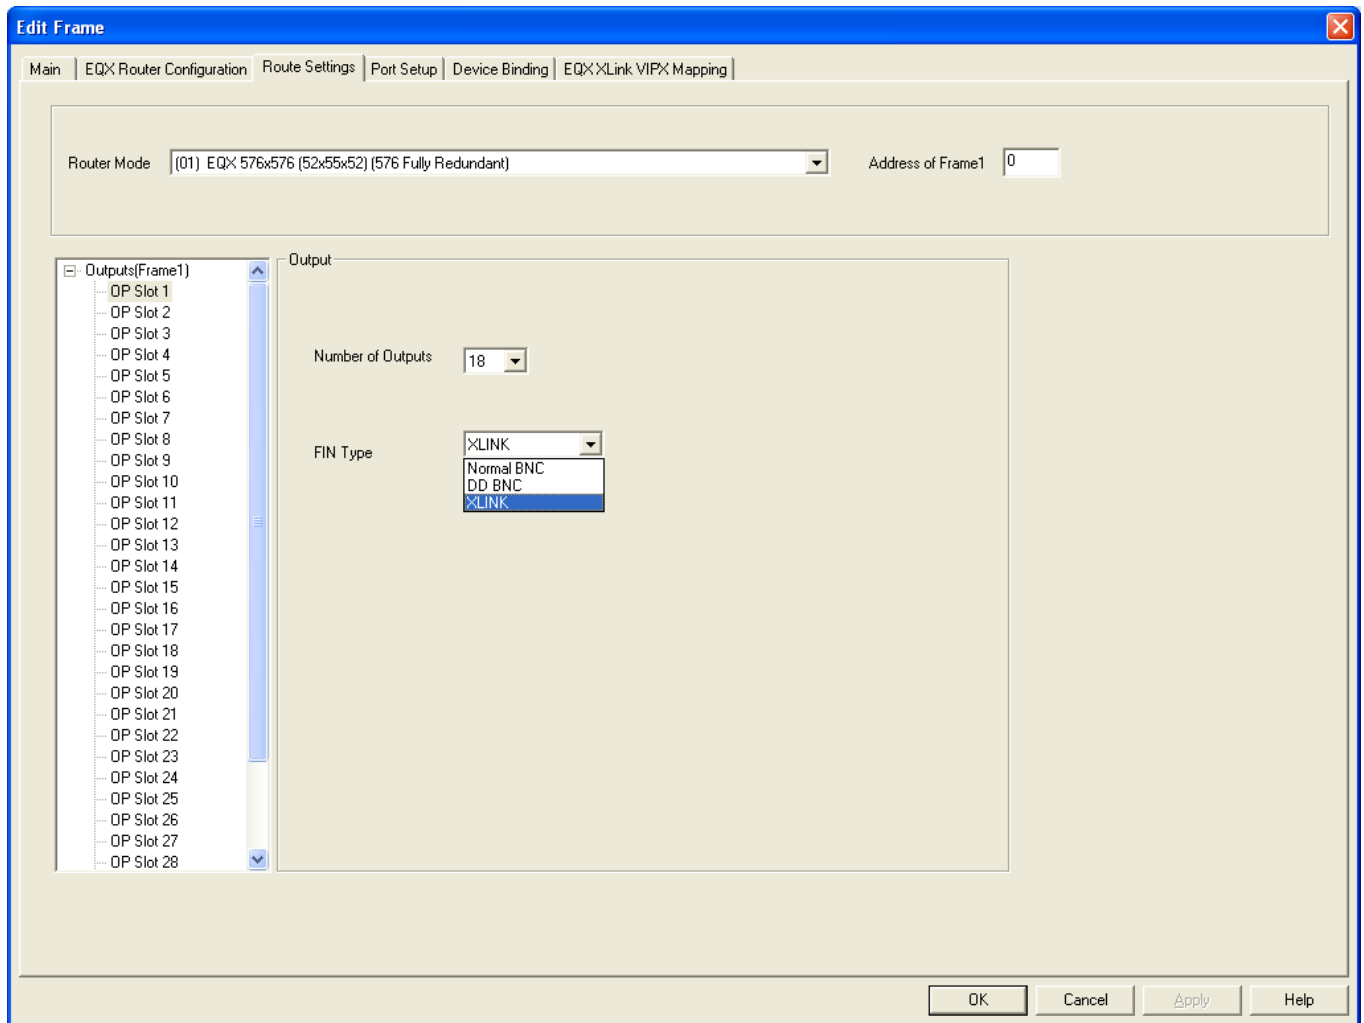 Edit Frame
Main EQX Router Configuration Route Settings Port Setup Device Binding EQX XLink VIPX Mapping
Router Mode (01) EQX 576x576 (52x55x52) (576 Fully Redundant) Address of Frame1 0
Outputs(Frame1)
OP Slot 1
OP Slot 2
OP Slot 3
OP Slot 4
OP Slot 5
OP Slot 6
OP Slot 7
OP Slot 8
OP Slot 9
OP Slot 10
OP Slot 11
OP Slot 12
OP Slot 13
OP Slot 14
OP Slot 15
OP Slot 16
OP Slot 17
OP Slot 18
OP Slot 19
OP Slot 20
OP Slot 21
OP Slot 22
OP Slot 23
OP Slot 24
OP Slot 25
OP Slot 26
OP Slot 27
OP Slot 28
Output
Number of Outputs 18
FIN Type XLINK
Normal BNC
DD BNC
XLINK
OK Cancel Apply Help